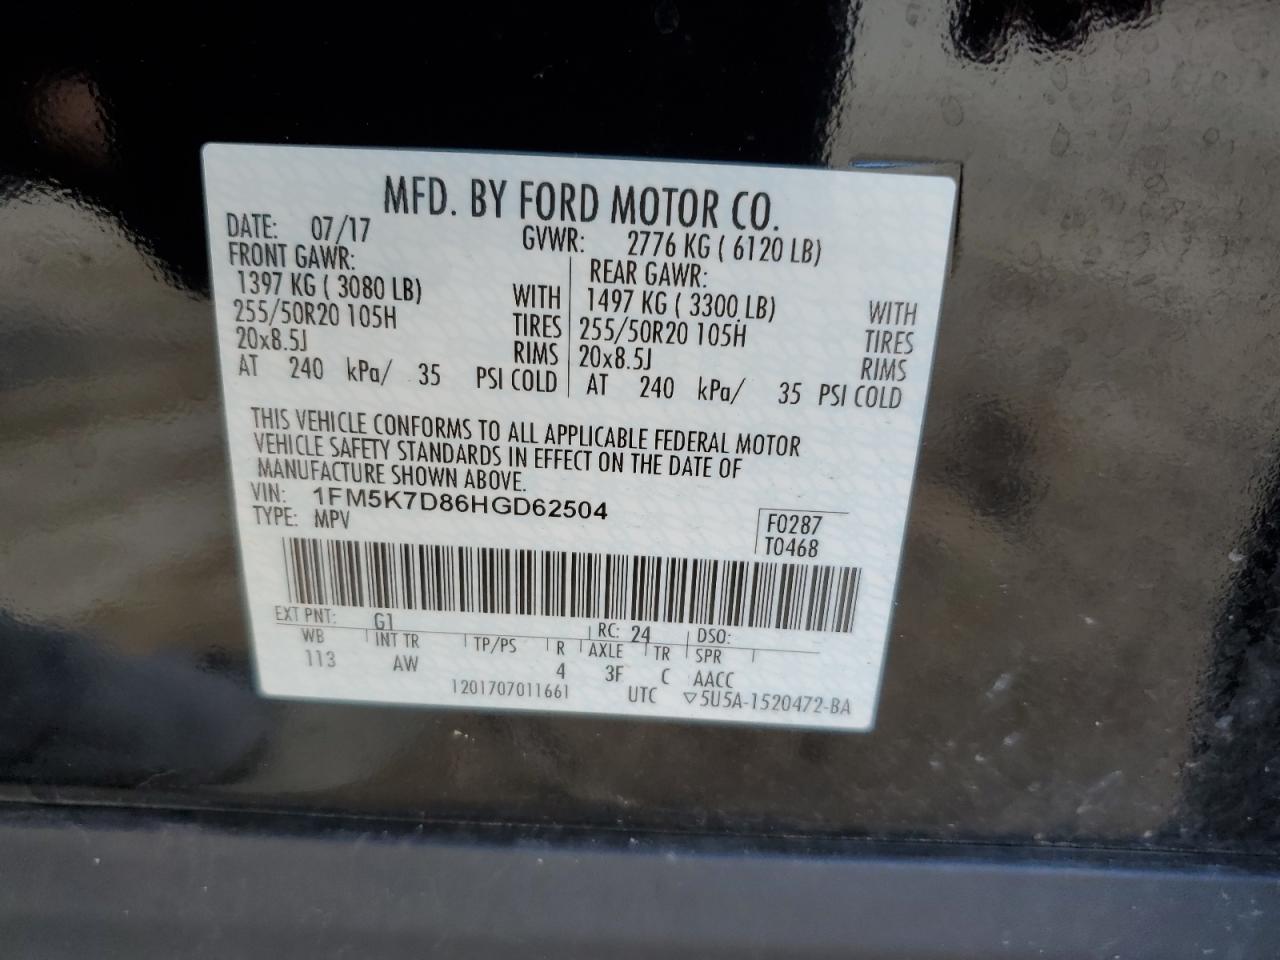 MFD. BY FORD MOTOR CO.
DATE: 07/17 GVWR: 2776 KG ( 6120 LB)
FRONT GAWR: REAR GAWR:
1397 KG ( 3080 LB) WITH 1497 KG ( 3300 LB) WITH
255/50R20 105H TIRES 255/50R20 105H TIRES
20x8.5J RIMS 20x8.5J RIMS
AT 240 kPa/ 35 PSI COLD AT 240 kPa/ 35 PSI COLD
THIS VEHICLE CONFORMS TO ALL APPLICABLE FEDERAL MOTOR
VEHICLE SAFETY STANDARDS IN EFFECT ON THE DATE OF
MANUFACTURE SHOWN ABOVE.
VIN: 1FM5K7D86HGD62504
TYPE: MPV F0287
T0468
EXT PNT: G1 RC: 24 DSO:
WB INT TR TP/PS R AXLE TR SPR
113 AW 4 3F C AACC
1201707011661 UTC ▽5U5A-1520472-BA